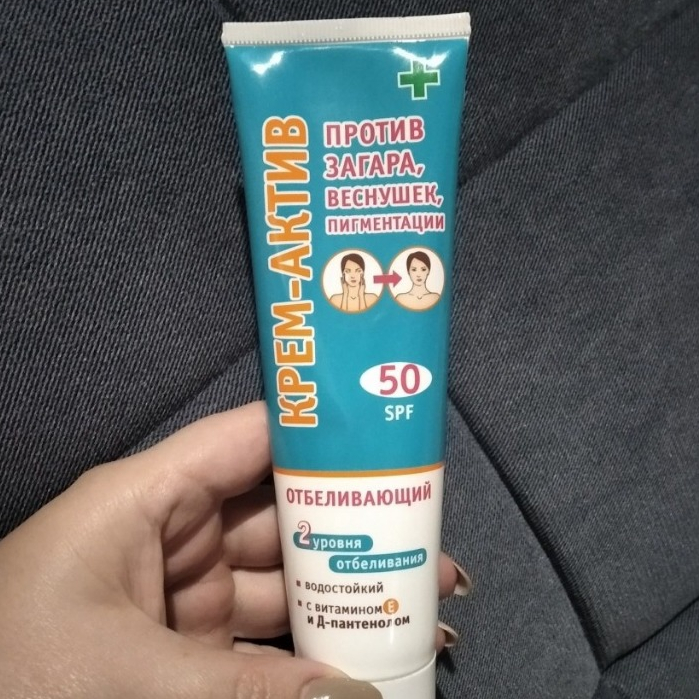 КРЕМ-АКТИВ
ПРОТИВ
ЗАГАРА,
ВЕСНУШЕК,
ПИГМЕНТАЦИИ
50
SPF
ОТБЕЛИВАЮЩИЙ
2 уровня
отбеливания
водостойкий
с витамином Е
и Д-пантенолом